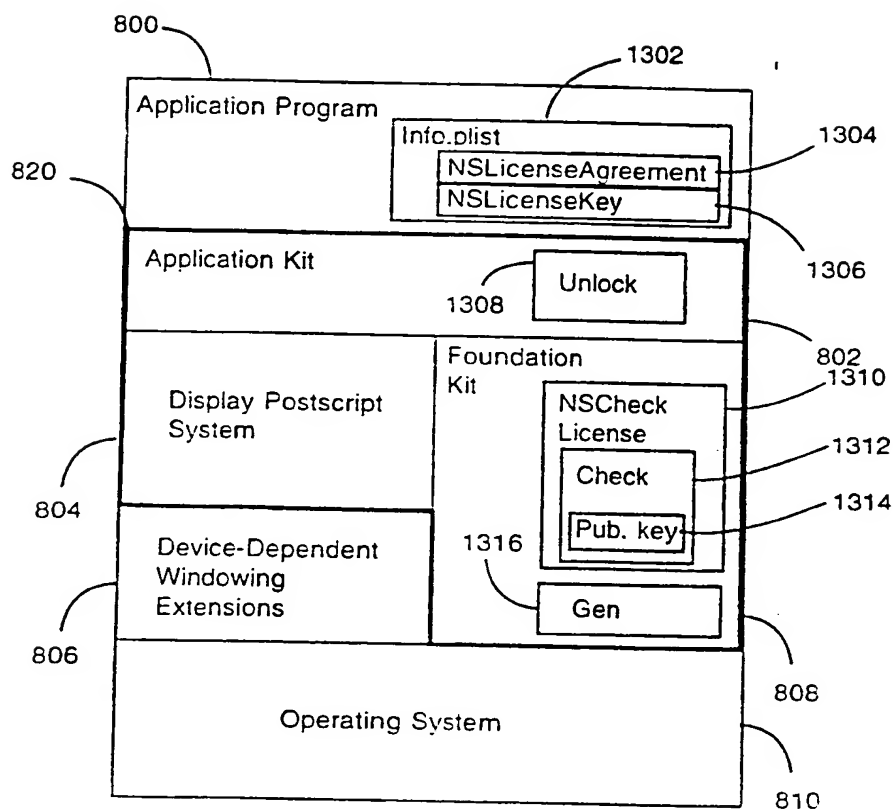 800
1302
Application Program
Info.plist
1304
NSLicenseAgreement
820
NSLicenseKey
Application Kit
1306
1308
Unlock
802
Foundation
Kit
1310
Display Postscript
System
NSCheck
License
1312
Check
804
1314
Pub. key
Device-Dependent
Windowing
Extensions
1316
Gen
806
808
Operating System
810